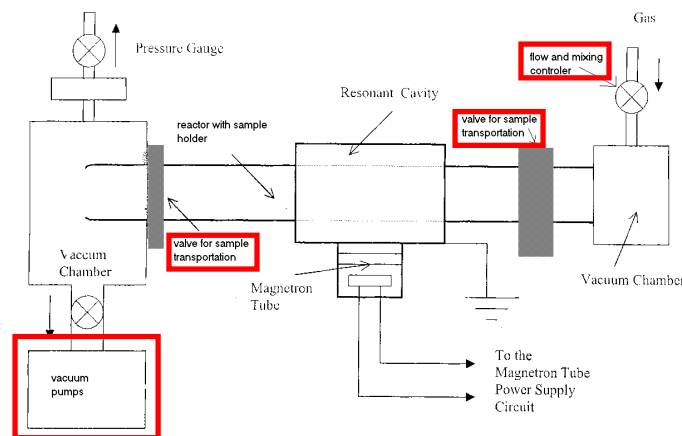 Gas
Pressure Gauge
flow and mixing
controler
Resonant Cavity
valve for sample
transportation
reactor with sample
holder
valve for sample
transportation
Vaccum
Chamber
Magnetron
Tube
Vacuum Chamber
To the
Magnetron Tube
Power Supply
Circuit
vacuum
pumps